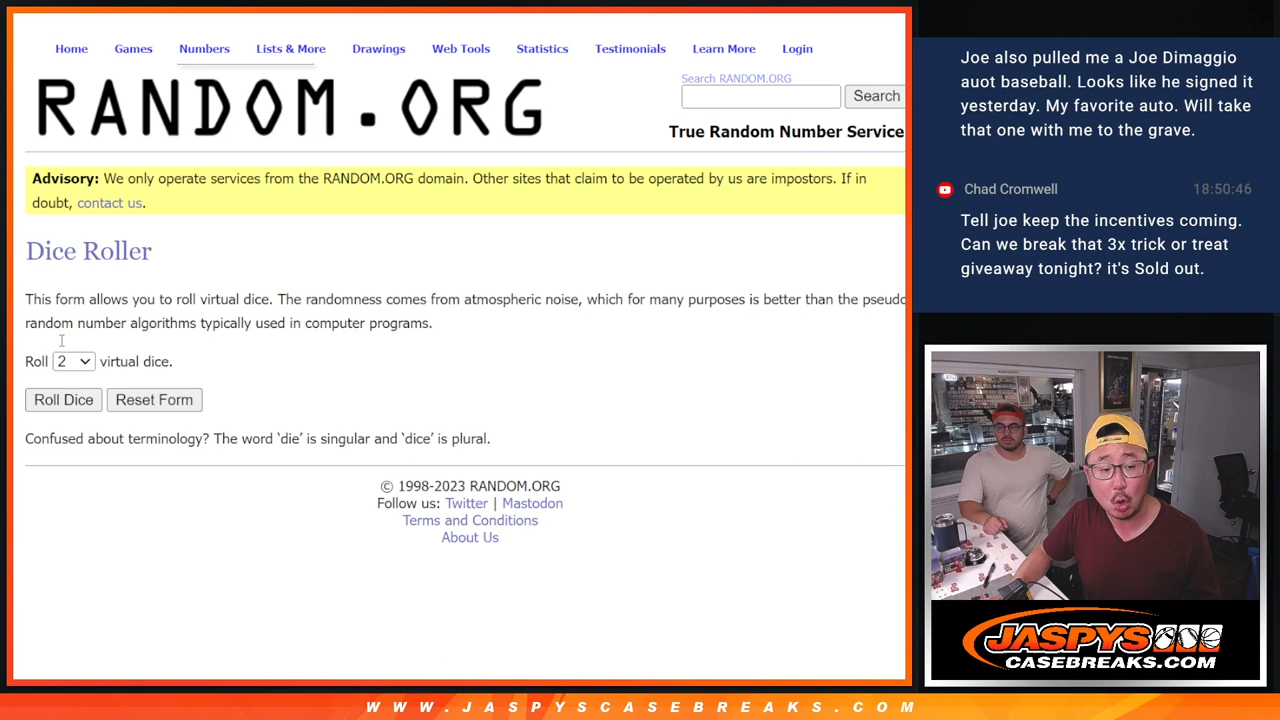 Home Games Numbers Lists & More Drawings Web Tools Statistics Testimonials Learn More Login
RANDOM.ORG
Search RANDOM.ORG
Search
True Random Number Service
Advisory: We only operate services from the RANDOM.ORG domain. Other sites that claim to be operated by us are impostors. If in
doubt, contact us.
Dice Roller
This form allows you to roll virtual dice. The randomness comes from atmospheric noise, which for many purposes is better than the pseudo
random number algorithms typically used in computer programs.
Roll 2 virtual dice.
Roll Dice Reset Form
Confused about terminology? The word ‘die’ is singular and ‘dice’ is plural.
© 1998-2023 RANDOM.ORG
Follow us: Twitter | Mastodon
Terms and Conditions
About Us
Joe also pulled me a Joe Dimaggio
auot baseball. Looks like he signed it
yesterday. My favorite auto. Will take
that one with me to the grave.
Chad Cromwell 18:50:46
Tell joe keep the incentives coming.
Can we break that 3x trick or treat
giveaway tonight? it's Sold out.
JASPYS
CASEBREAKS.COM
WWW.JASPYSCASEBREAKS.COM